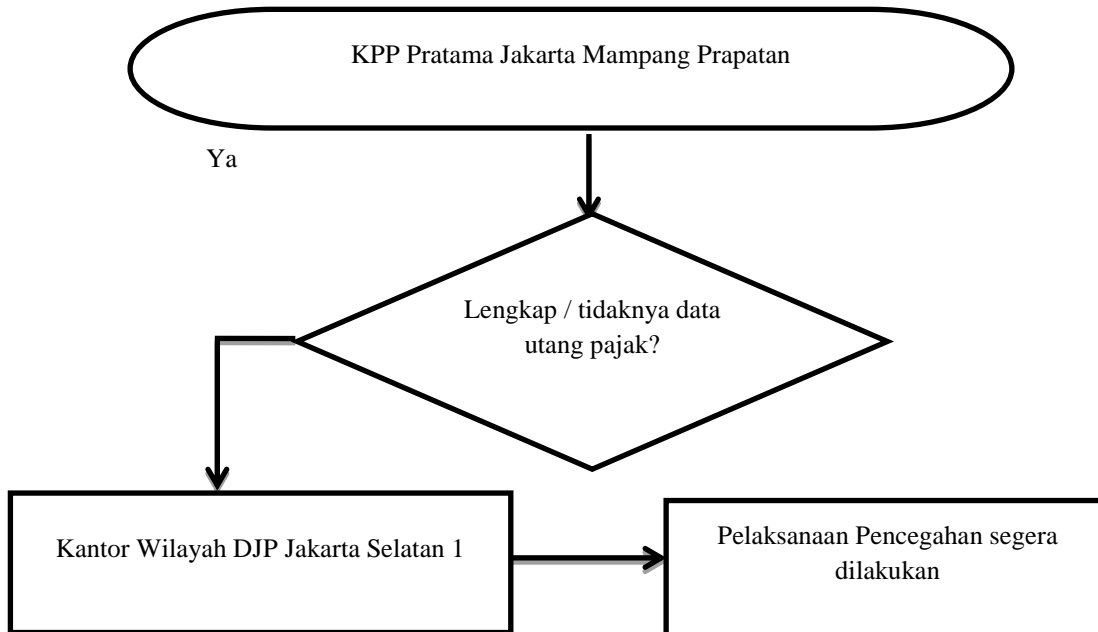 KPP Pratama Jakarta Mampang Prapatan
Ya
Lengkap / tidaknya data
utang pajak?
Kantor Wilayah DJP Jakarta Selatan 1
Pelaksanaan Pencegahan segera
dilakukan